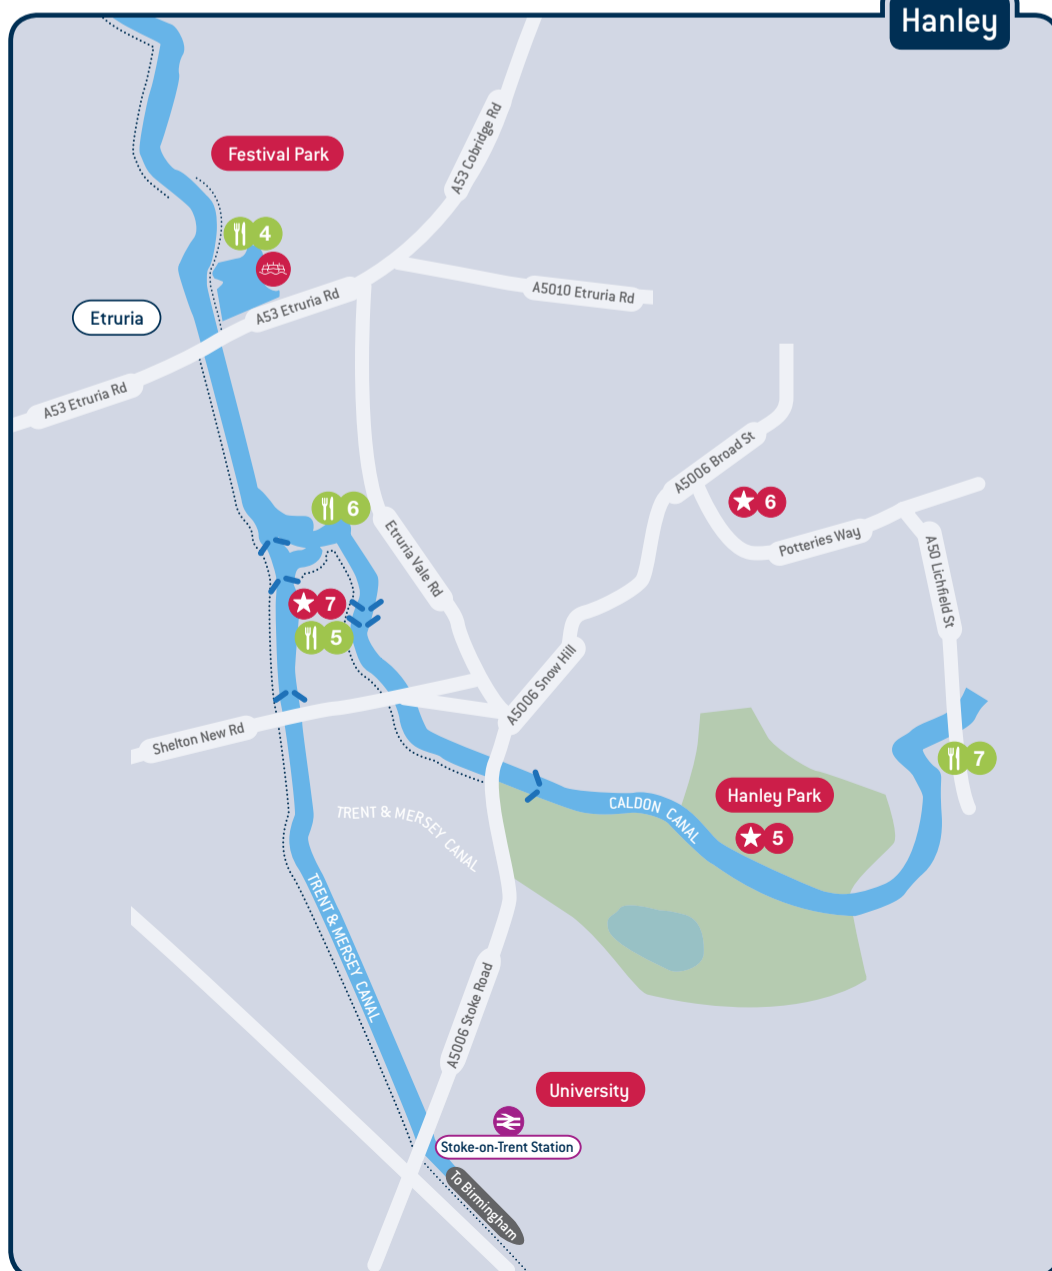 Hanley
A53 Cobridge Rd
Festival Park
4
A5010 Etruria Rd
A53 Etruria Rd
Etruria
A53 Etruria Rd
A5006 Broad St
6
6
Potteries Way
Etruria Vale Rd
A50 Lichfield St
7
5
A5006 Snow Hill
Shelton New Rd
7
Hanley Park
CALDON CANAL
5
TRENT & MERSEY CANAL
TRENT & MERSEY CANAL
A5006 Stoke Road
University
Stoke-on-Trent Station
To Birmingham